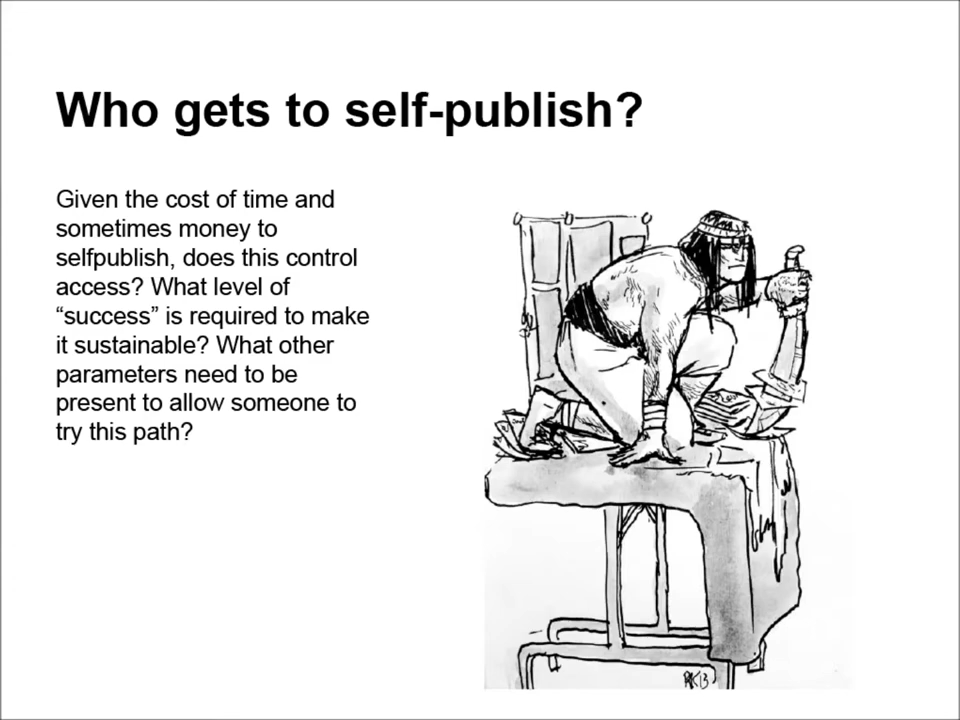 Who gets to self-publish?
Given the cost of time and
sometimes money to
selfpublish, does this control
access? What level of
“success” is required to make
it sustainable? What other
parameters need to be
present to allow someone to
try this path?